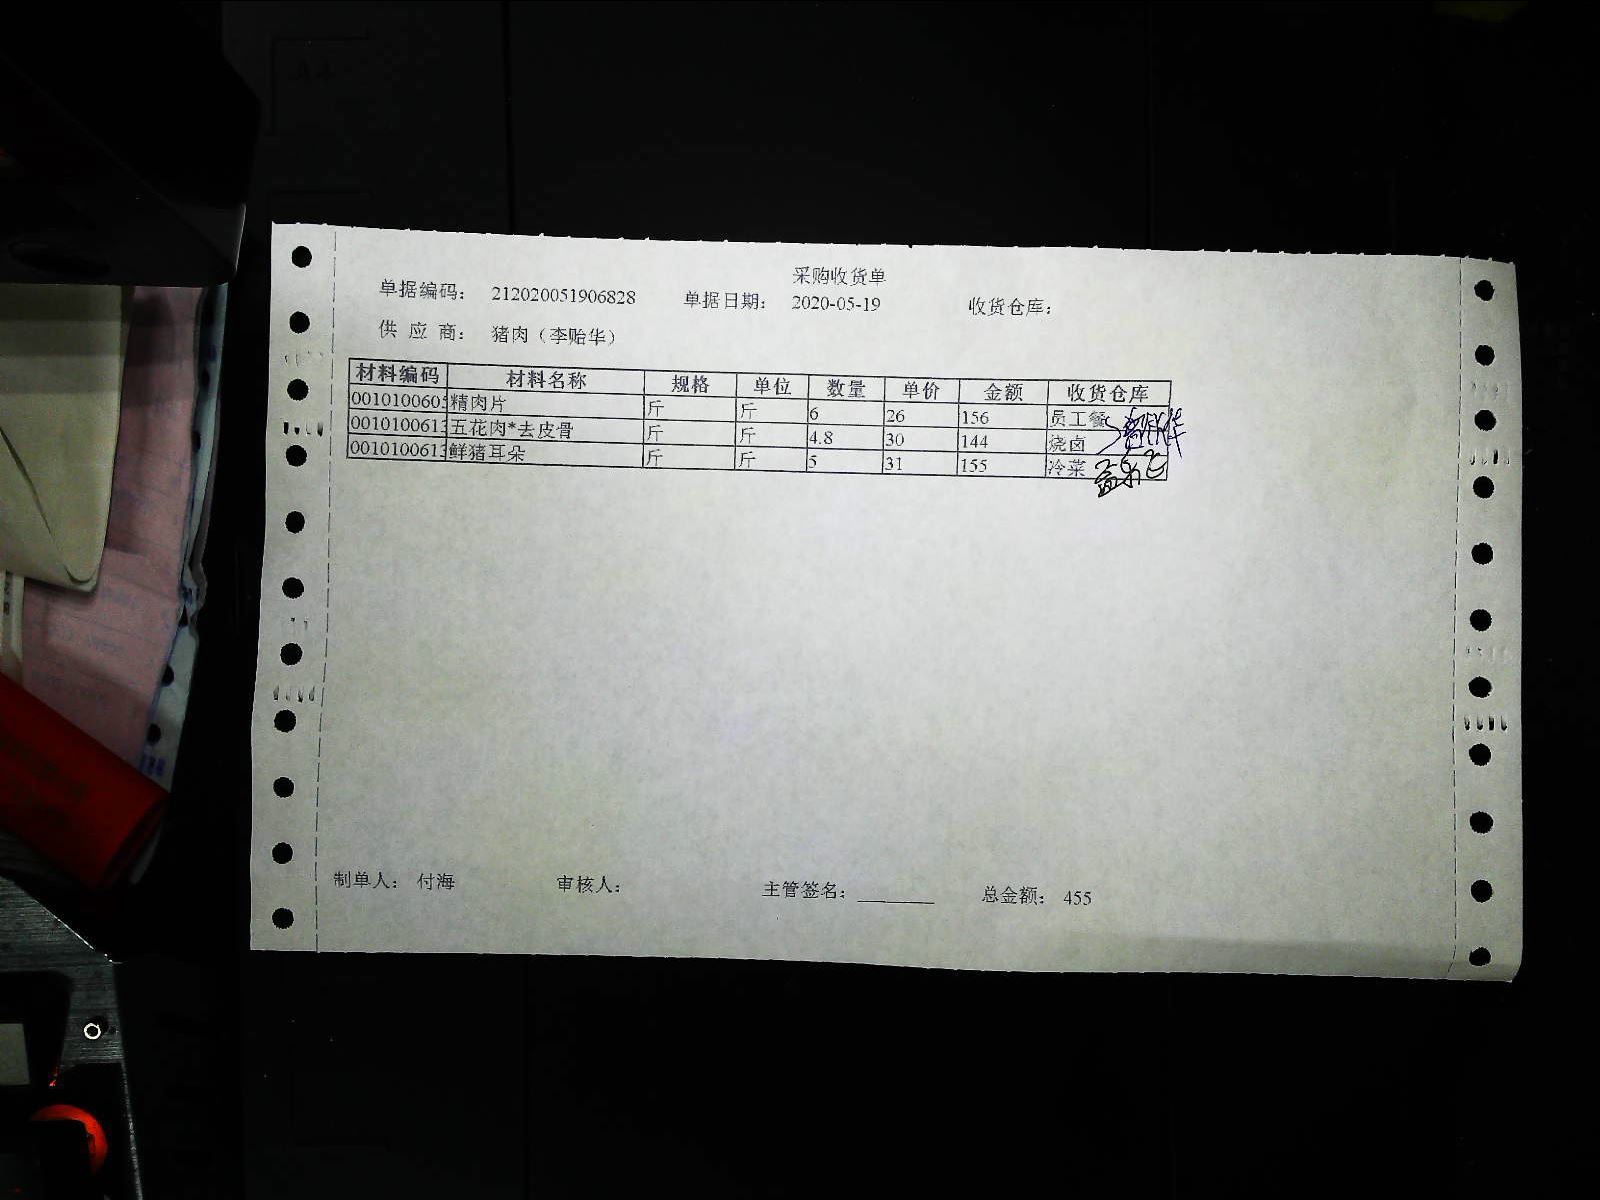 采购收货单
单据编码： 212020051906828 单据日期： 2020-05-19 收货仓库：
供 应 商： 猪肉（李贻华）
材料编码 材料名称 规格 单位 数量 单价 金额 收货仓库
0010100605 精肉片 斤 斤 6 26 156 员工餐
0010100613 五花肉*去皮骨 斤 斤 4.8 30 144 烧卤
0010100613 鲜猪耳朵 斤 斤 5 31 155 冷菜
制单人： 付海 审核人： 主管签名： 总金额： 455